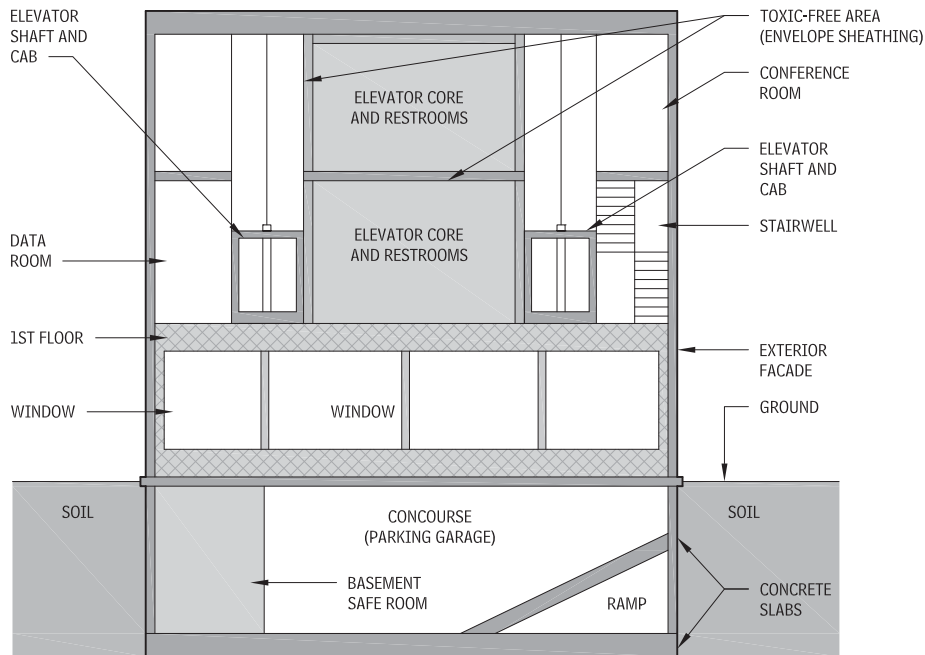 ELEVATOR
SHAFT AND
CAB
TOXIC-FREE AREA
(ENVELOPE SHEATHING)
CONFERENCE
ROOM
ELEVATOR CORE
AND RESTROOMS
ELEVATOR
SHAFT AND
CAB
STAIRWELL
DATA
ROOM
ELEVATOR CORE
AND RESTROOMS
1ST FLOOR
EXTERIOR
FACADE
WINDOW
WINDOW
GROUND
SOIL
CONCOURSE
(PARKING GARAGE)
SOIL
BASEMENT
SAFE ROOM
RAMP
CONCRETE
SLABS